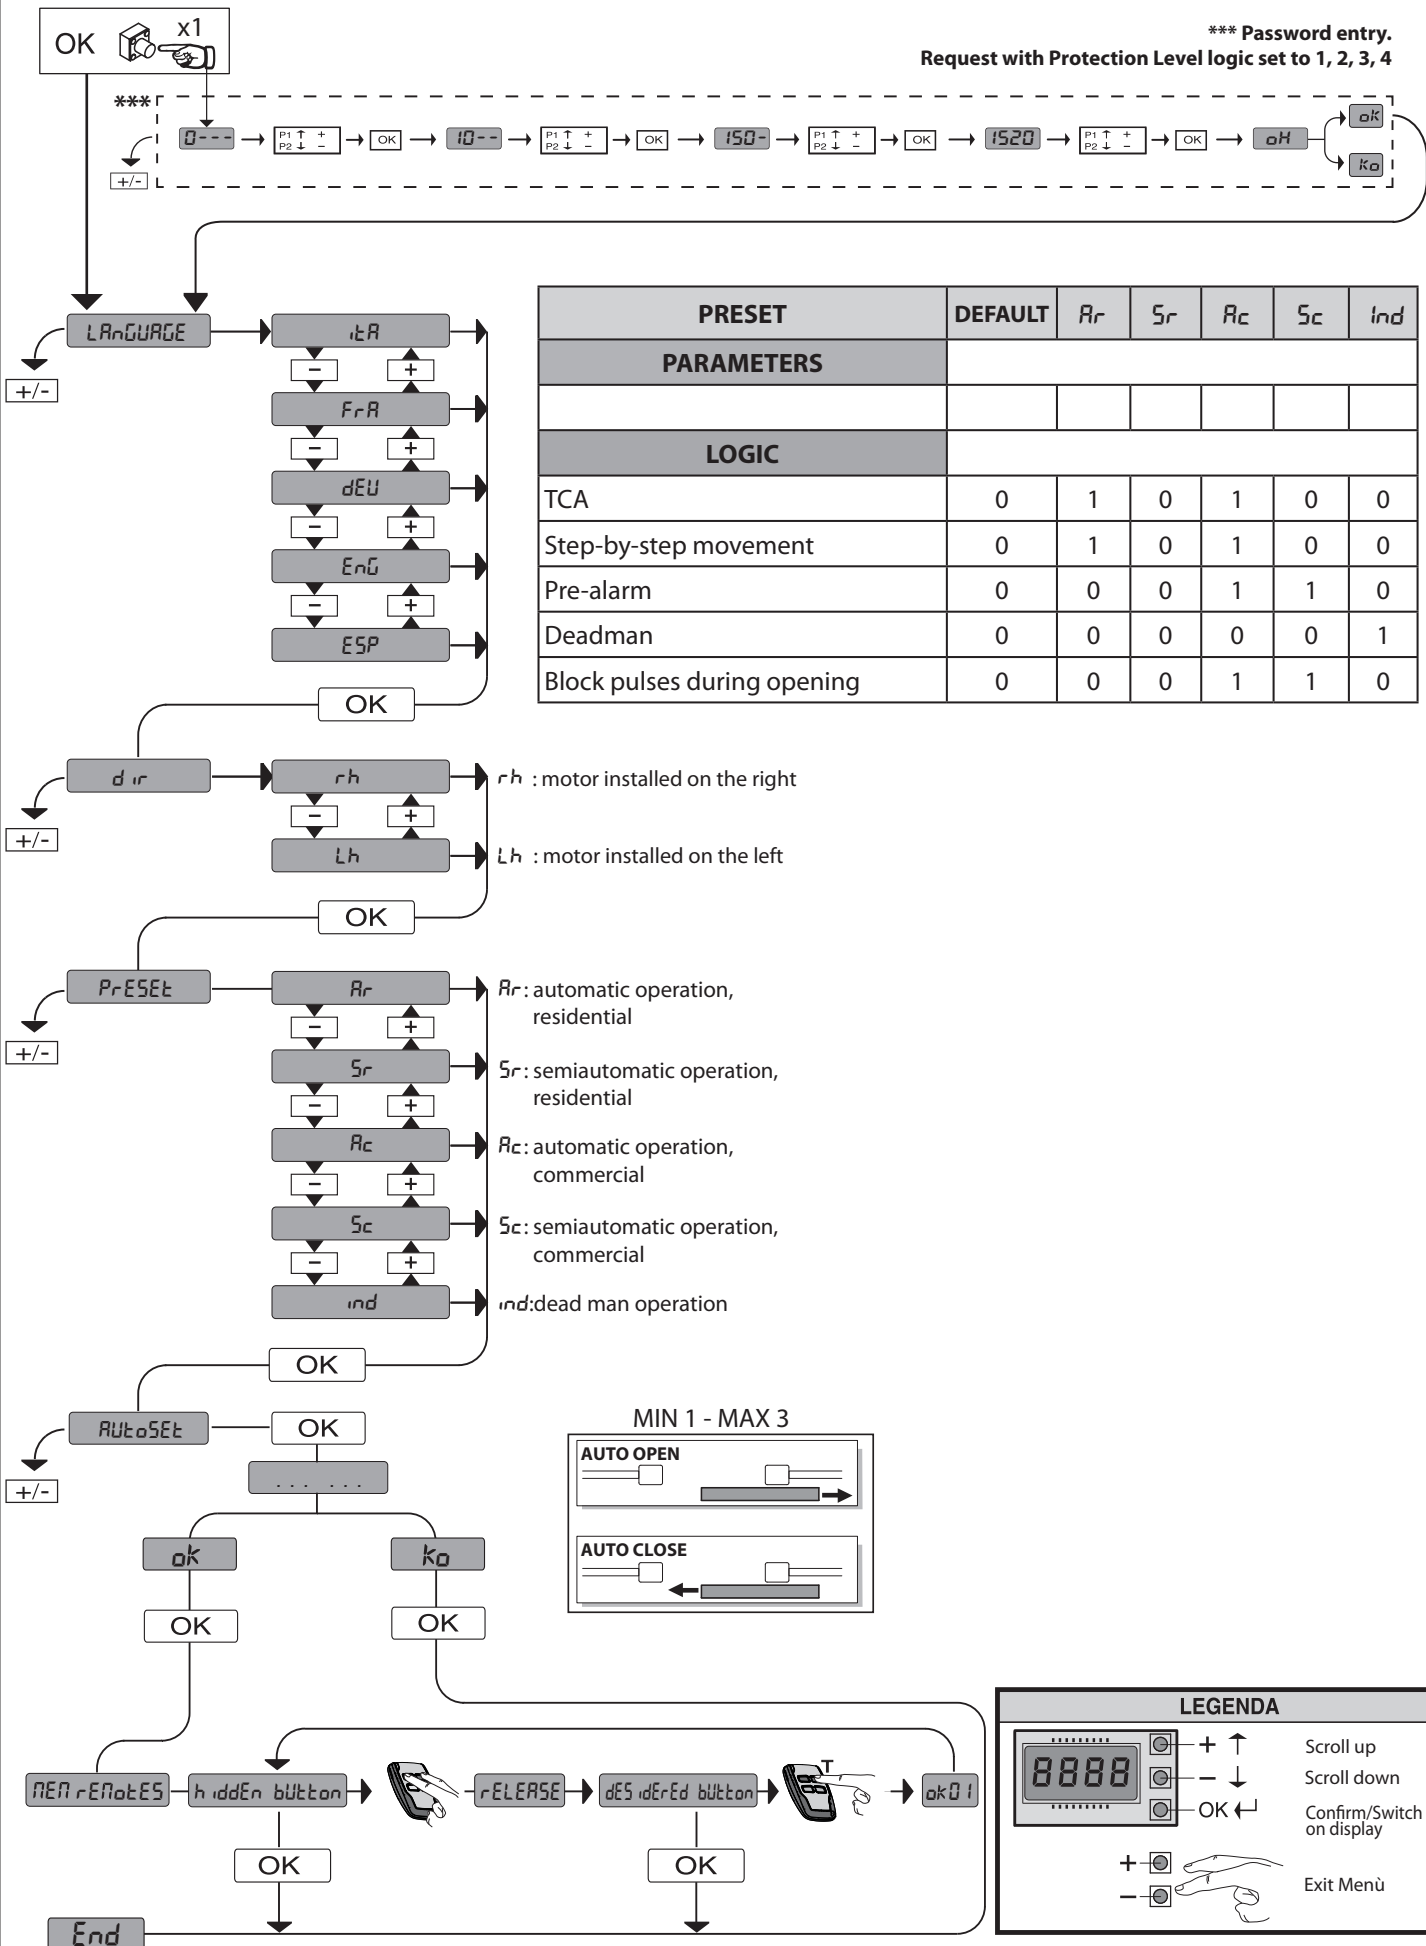 OK x1
*** Password entry.
Request with Protection Level logic set to 1, 2, 3, 4
***
0--- P1 ↑ + P2 ↓ − OK 10-- P1 ↑ + P2 ↓ − OK 150- P1 ↑ + P2 ↓ − OK 1520 P1 ↑ + P2 ↓ − OK oH ok
ko
+/-
LAnGUAGE itA
+/-
− +
FrA
− +
dEU
− +
EnG
− +
ESP
OK
PRESET DEFAULT Ar Sr Ac Sc Ind
PARAMETERS
LOGIC
TCA 0 1 0 1 0 0
Step-by-step movement 0 1 0 1 0 0
Pre-alarm 0 0 0 1 1 0
Deadman 0 0 0 0 0 1
Block pulses during opening 0 0 0 1 1 0
dir rh rh : motor installed on the right
+/-
− +
Lh Lh : motor installed on the left
OK
PrESEt Ar Ar: automatic operation,
residential
+/-
− +
Sr Sr: semiautomatic operation,
residential
− +
Ac Ac: automatic operation,
commercial
− +
Sc Sc: semiautomatic operation,
commercial
− +
ind ind:dead man operation
OK
AUtoSEt OK
+/-
... ...
ok ko
OK OK
MIN 1 - MAX 3
AUTO OPEN
AUTO CLOSE
MEM rEMotES hiddEn bUtton rELEASE dESidErEd bUtton T ok01
OK OK
End
LEGENDA
8888
+ ↑ Scroll up
− ↓ Scroll down
OK ↵ Confirm/Switch
on display
+
− Exit Menù